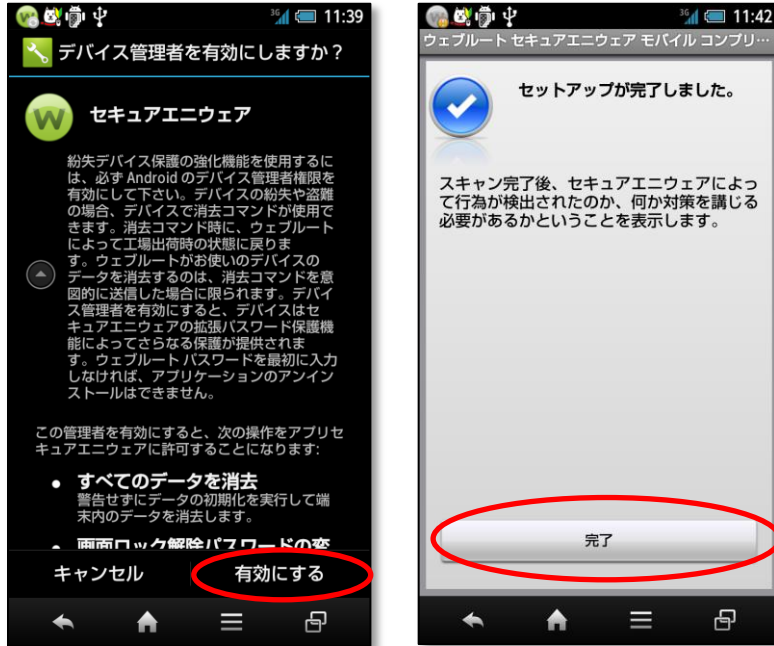 3G 11:39
デバイス管理者を有効にしますか？
セキュアエニウェア
紛失デバイス保護の強化機能を使用するに
は、必ず Android のデバイス管理者権限を
有効にして下さい。デバイスの紛失や盗難
の場合、デバイスで消去コマンドが使用で
きます。消去コマンド時に、ウェブルート
によって工場出荷時の状態に戻りま
す。ウェブルートがお使いのデバイスの
データを消去するのは、消去コマンドを意
図的に送信した場合に限られます。デバイ
ス管理者を有効にすると、デバイスはセ
キュアエニウェアの拡張パスワード保護機
能によってさらなる保護が提供されま
す。ウェブルート パスワードを最初に入力
しなければ、アプリケーションのアンイン
ストールはできません。
この管理者を有効にすると、次の操作をアプリセ
キュアエニウェアに許可することになります:
• すべてのデータを消去
警告せずにデータの初期化を実行して端
末内のデータを消去します。
• 画面ロック解除パスワードの変
キャンセル 有効にする
3G 11:42
ウェブルート セキュアエニウェア モバイル コンプリ…
セットアップが完了しました。
スキャン完了後、セキュアエニウェアによっ
て行為が検出されたのか、何か対策を講じる
必要があるかということを表示します。
完了